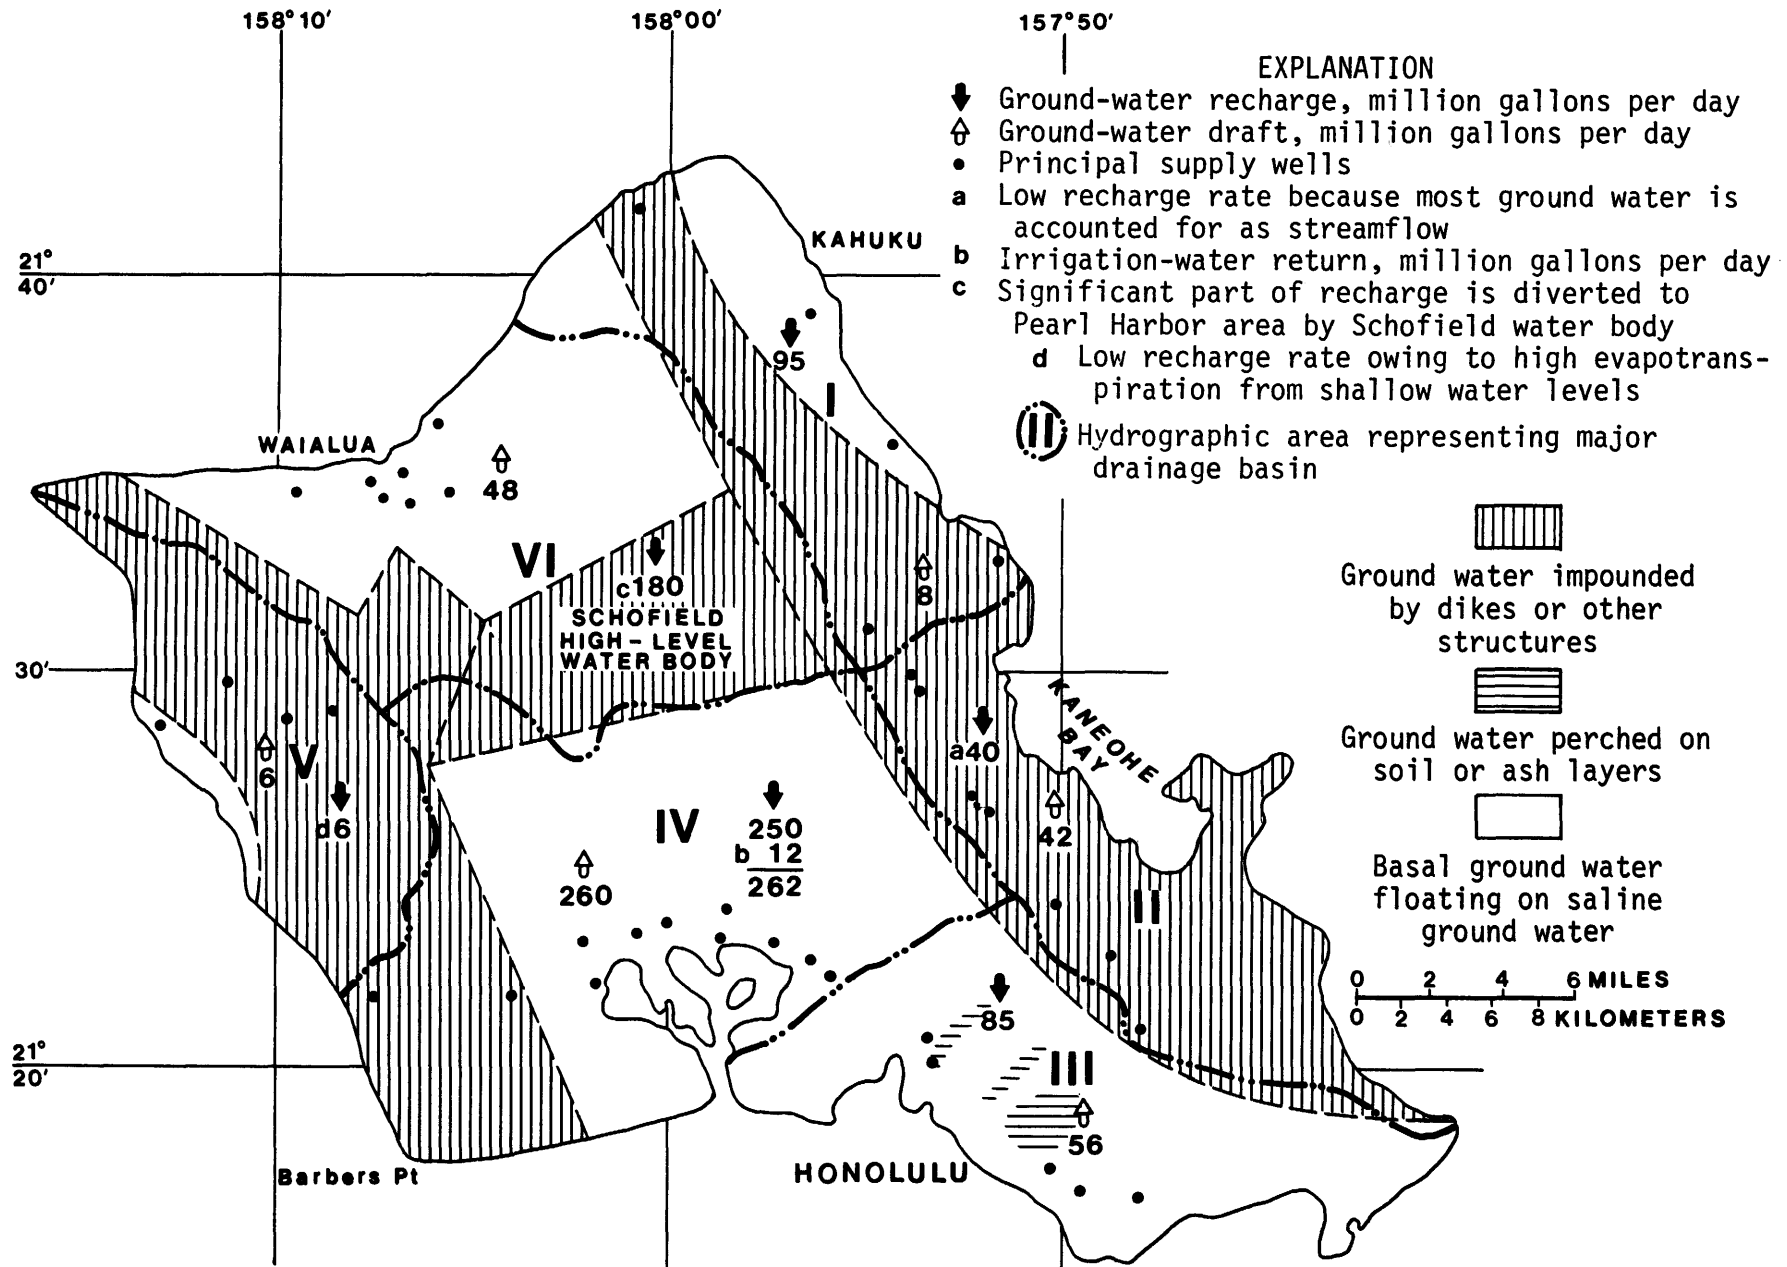 158°10′
158°00′
157°50′
EXPLANATION
Ground-water recharge, million gallons per day
Ground-water draft, million gallons per day
Principal supply wells
a Low recharge rate because most ground water is
accounted for as streamflow
b Irrigation-water return, million gallons per day
c Significant part of recharge is diverted to
Pearl Harbor area by Schofield water body
d Low recharge rate owing to high evapotrans-
piration from shallow water levels
II Hydrographic area representing major
drainage basin
Ground water impounded
by dikes or other
structures
Ground water perched on
soil or ash layers
Basal ground water
floating on saline
ground water
0 2 4 6 MILES
0 2 4 6 8 KILOMETERS
21°
40′
KAHUKU
95
I
WAIALUA
48
VI
c180
SCHOFIELD
HIGH-LEVEL
WATER BODY
8
30′
KANEOHE
BAY
a40
V
6
d6
IV
250
b 12
262
260
42
II
85
III
56
21°
20′
Barbers Pt
HONOLULU